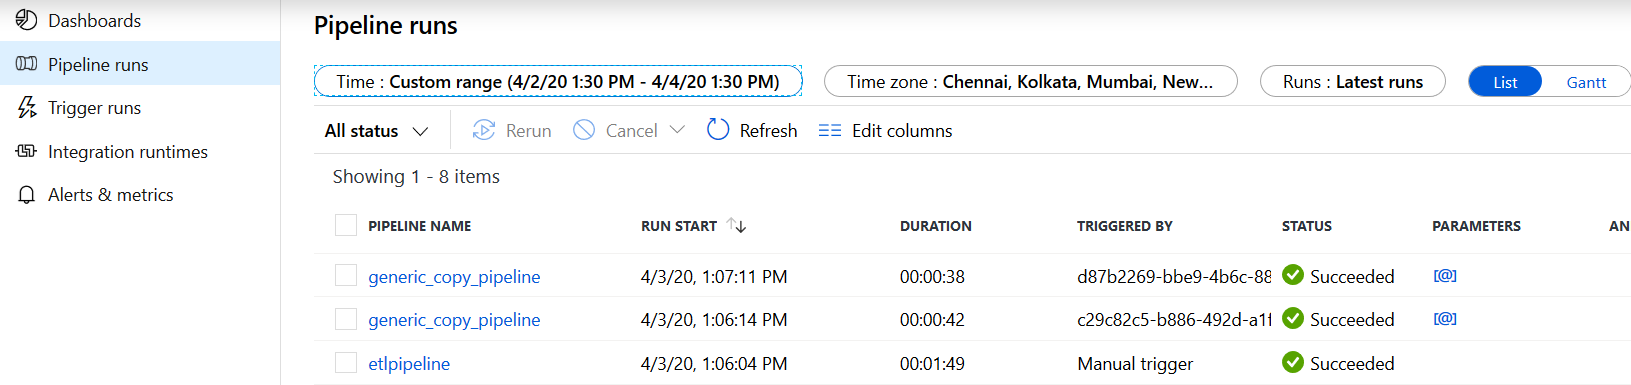 Dashboards
Pipeline runs
Trigger runs
Integration runtimes
Alerts & metrics
Pipeline runs
Time : Custom range (4/2/20 1:30 PM - 4/4/20 1:30 PM) Time zone : Chennai, Kolkata, Mumbai, New... Runs : Latest runs List Gantt
All status Rerun Cancel Refresh Edit columns
Showing 1 - 8 items
PIPELINE NAME RUN START DURATION TRIGGERED BY STATUS PARAMETERS AN
generic_copy_pipeline 4/3/20, 1:07:11 PM 00:00:38 d87b2269-bbe9-4b6c-88 Succeeded [@]
generic_copy_pipeline 4/3/20, 1:06:14 PM 00:00:42 c29c82c5-b886-492d-a1f Succeeded [@]
etlpipeline 4/3/20, 1:06:04 PM 00:01:49 Manual trigger Succeeded